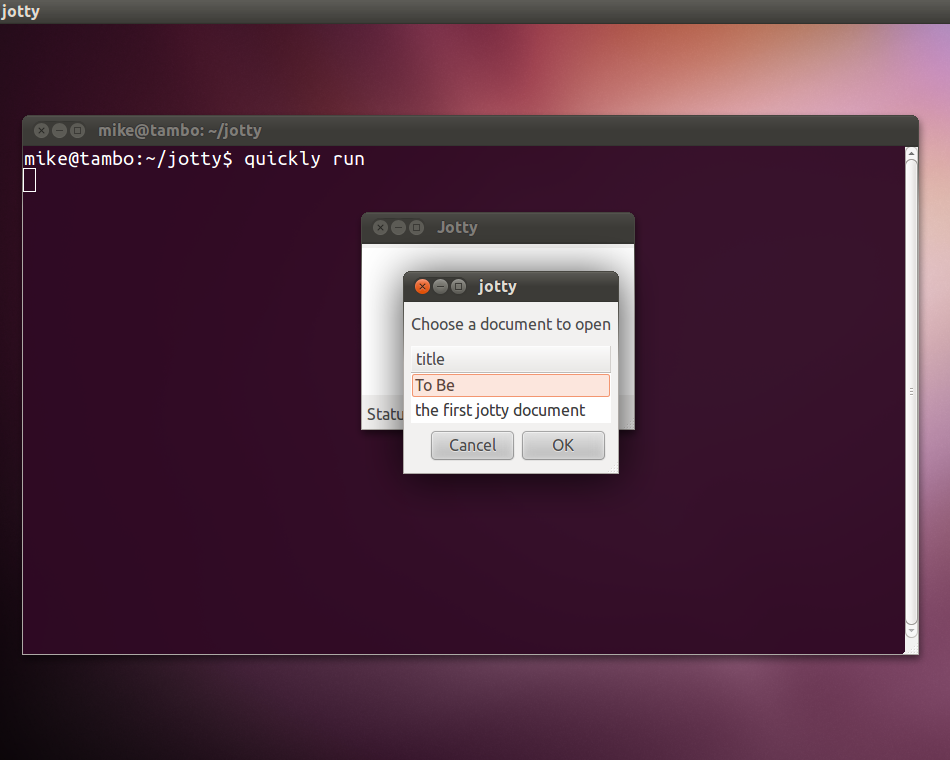 jotty
mike@tambo: ~/jotty
mike@tambo:~/jotty$ quickly run
Jotty
jotty
Choose a document to open
title
To Be
the first jotty document
Statu
Cancel
OK